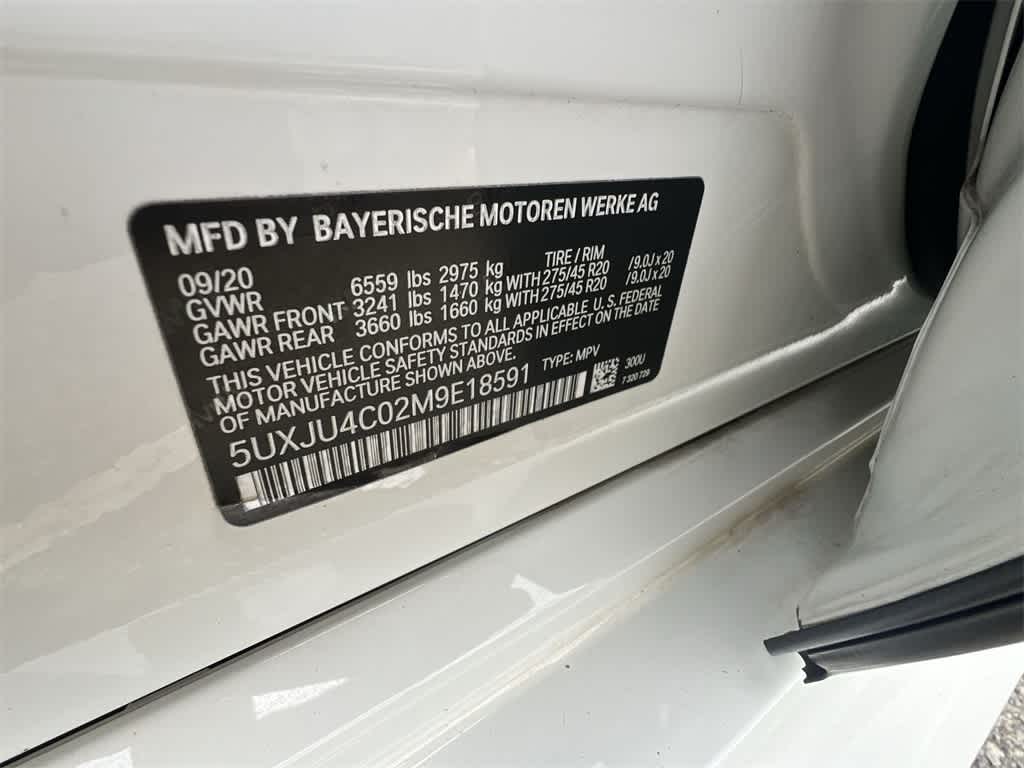 MFD BY BAYERISCHE MOTOREN WERKE AG
09/20
GVWR 6559 lbs 2975 kg TIRE / RIM
GAWR FRONT 3241 lbs 1470 kg WITH 275/45 R20 /9.0J x 20
GAWR REAR 3660 lbs 1660 kg WITH 275/45 R20 /9.0J x 20
THIS VEHICLE CONFORMS TO ALL APPLICABLE U.S. FEDERAL
MOTOR VEHICLE SAFETY STANDARDS IN EFFECT ON THE DATE
OF MANUFACTURE SHOWN ABOVE.
TYPE: MPV
300U
5UXJU4C02M9E18591
7 320 729